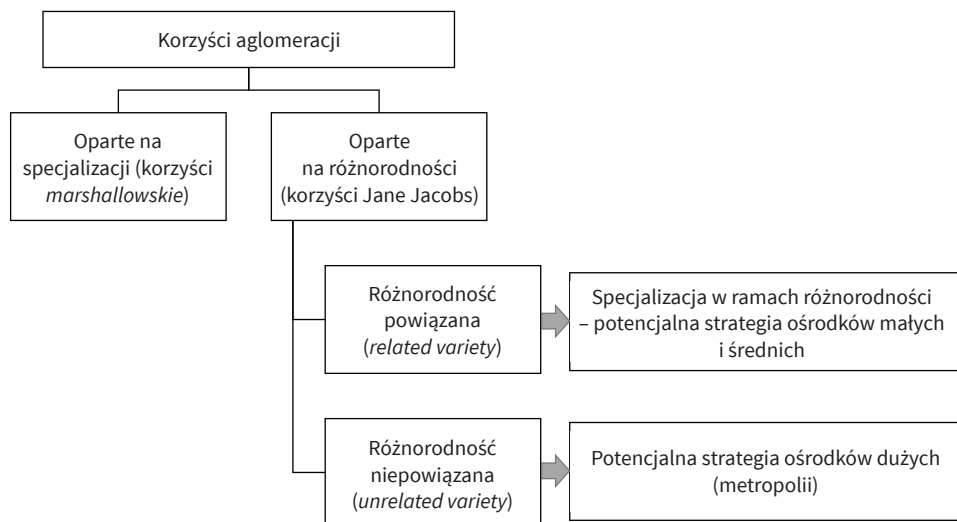 Korzyści aglomeracji
Oparte na
specjalizacji (korzyści
marshallowskie)
Oparte
na różnorodności
(korzyści Jane Jacobs)
Różnorodność
powiązana
(related variety)
Specjalizacja w ramach różnorodności
– potencjalna strategia ośrodków małych
i średnich
Różnorodność
niepowiązana
(unrelated variety)
Potencjalna strategia ośrodków dużych
(metropolii)